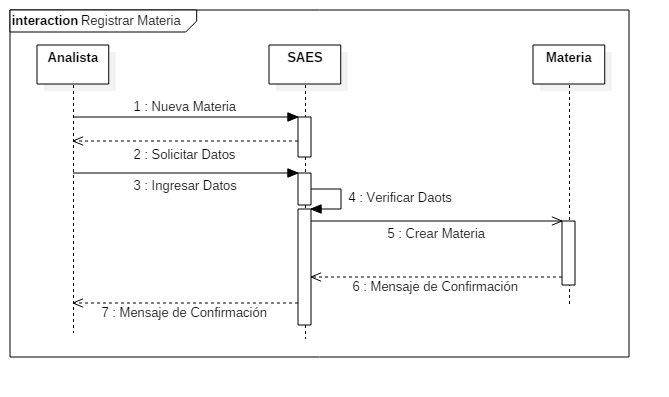 interaction Registrar Materia
Analista
SAES
Materia
1 : Nueva Materia
2 : Solicitar Datos
3 : Ingresar Datos
4 : Verificar Daots
5 : Crear Materia
6 : Mensaje de Confirmación
7 : Mensaje de Confirmación